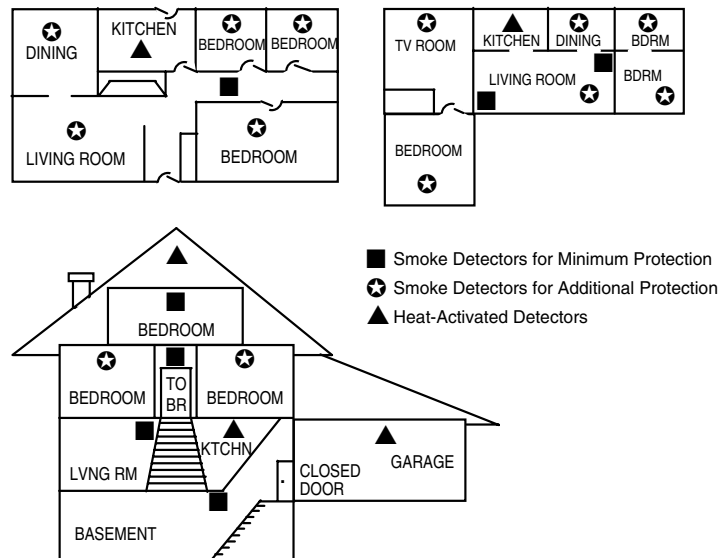 DINING
KITCHEN
BEDROOM
BEDROOM
LIVING ROOM
BEDROOM
TV ROOM
KITCHEN
DINING
BDRM
LIVING ROOM
BDRM
BEDROOM
Smoke Detectors for Minimum Protection
Smoke Detectors for Additional Protection
Heat-Activated Detectors
BEDROOM
BEDROOM
TO
BR
BEDROOM
LVNG RM
KTCHN
CLOSED
DOOR
GARAGE
BASEMENT